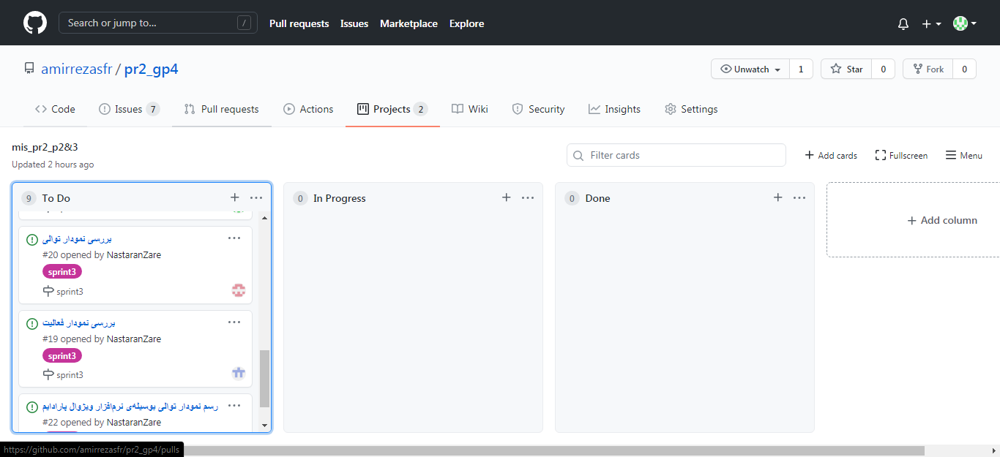 Search or jump to...
/
Pull requests
Issues
Marketplace
Explore
amirrezasfr / pr2_gp4
Unwatch
1
Star
0
Fork
0
Code
Issues 7
Pull requests
Actions
Projects 2
Wiki
Security
Insights
Settings
mis_pr2_p2&3
Updated 2 hours ago
Filter cards
Add cards
Fullscreen
Menu
9 To Do
بررسی نمودار توالی
#20 opened by NastaranZare
sprint3
sprint3
بررسی نمودار فعالیت
#19 opened by NastaranZare
sprint3
sprint3
رسم نمودار توالی بوسیله‌ی نرم‌افزار ویژوال پارادایم
#22 opened by NastaranZare
0 In Progress
0 Done
Add column
https://github.com/amirrezasfr/pr2_gp4/pulls